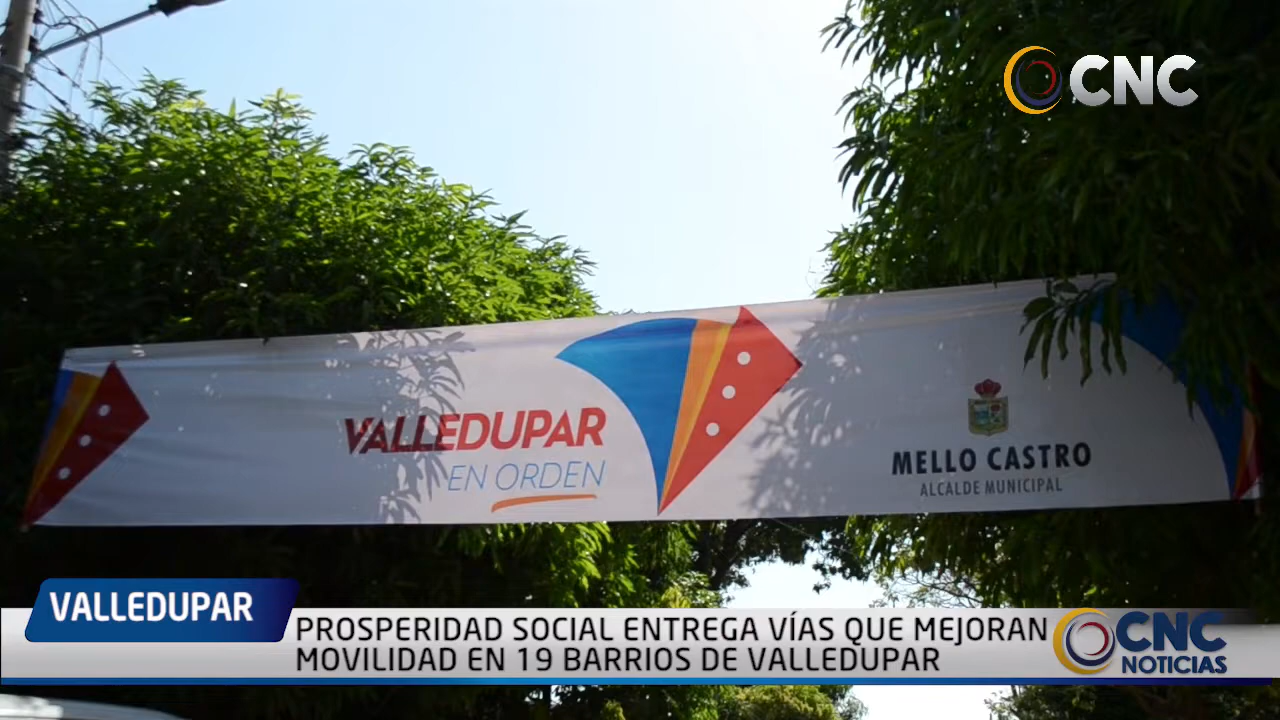 CNC
VALLEDUPAR
EN ORDEN
MELLO CASTRO
ALCALDE MUNICIPAL
VALLEDUPAR
PROSPERIDAD SOCIAL ENTREGA VÍAS QUE MEJORAN
MOVILIDAD EN 19 BARRIOS DE VALLEDUPAR
CNC
NOTICIAS